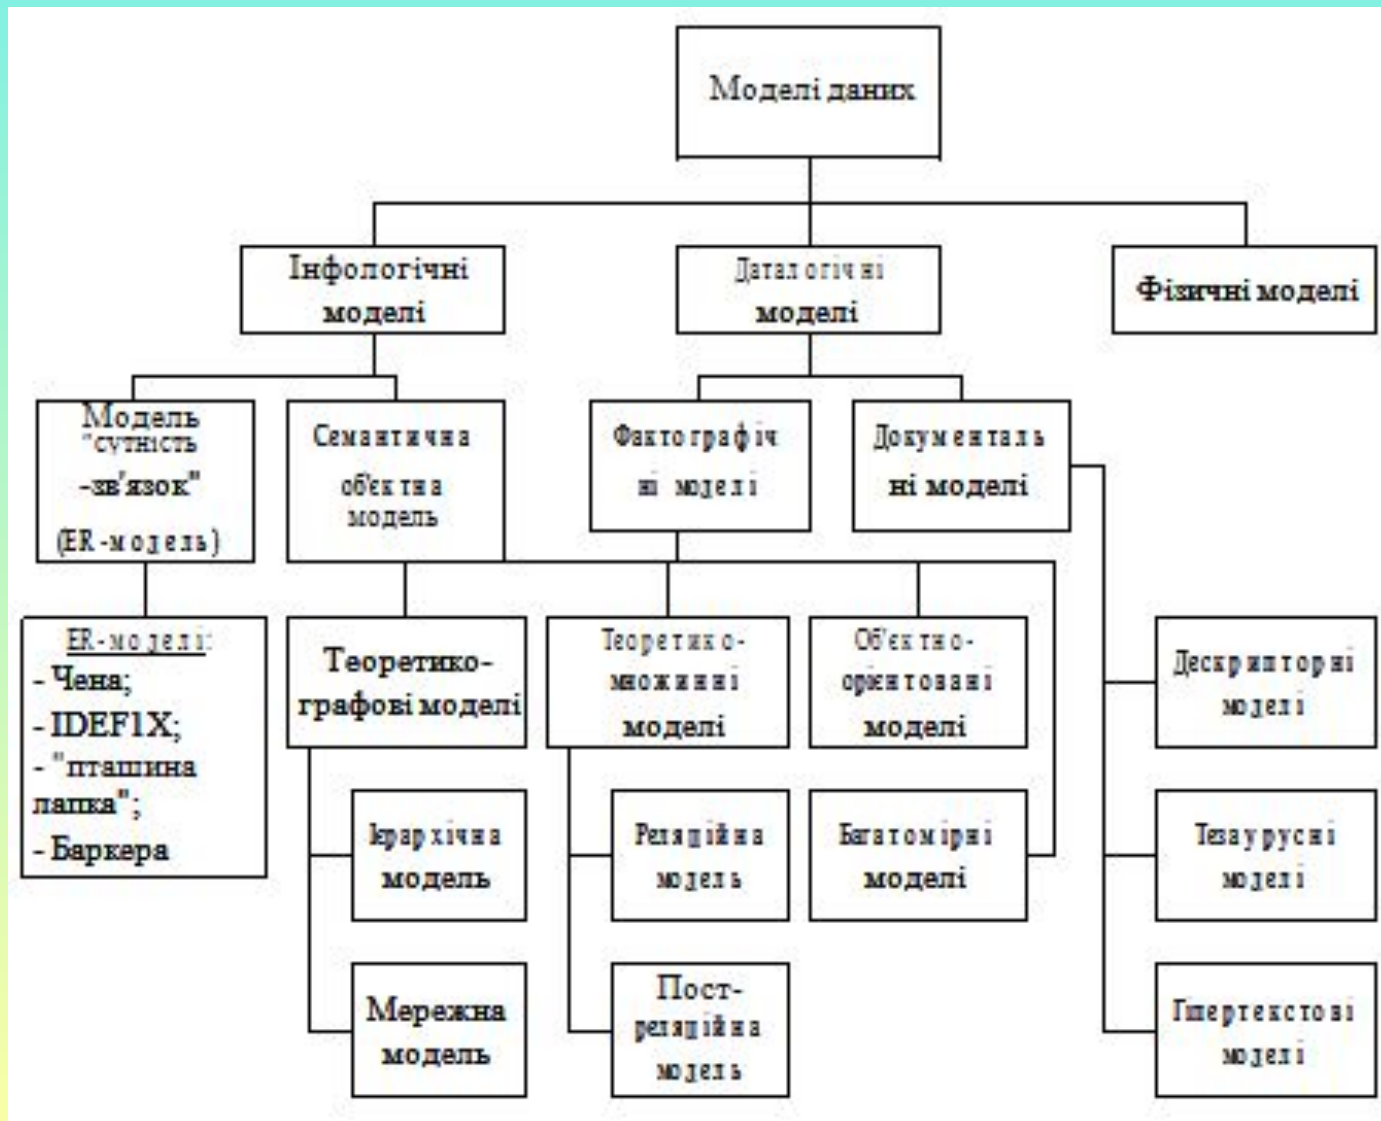 Моделі даних
Інфологічні
моделі
Даталогічні
моделі
Фізичні моделі
Модель
"сутність
-зв'язок"
(ER-модель)
Семантична
об'єктна
модель
Фактографіч
ні моделі
Документаль
ні моделі
ER-моделі:
- Чена;
- IDEF1X;
- "пташина
лапка";
- Баркера
Теоретико-
графові моделі
Теоретико-
множинні
моделі
Об'єктно-
орієнтовані
моделі
Дескрипторні
моделі
Ієрархічна
модель
Реляційна
модель
Багатомірні
моделі
Тезаурусні
моделі
Мережна
модель
Пост-
реляційна
модель
Гіпертекстові
моделі